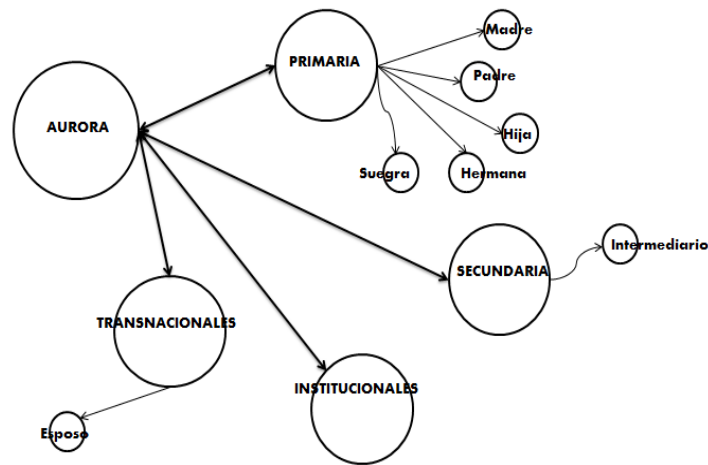 Madre
PRIMARIA
Padre
AURORA
Hija
Suegra
Hermana
Intermediario
SECUNDARIA
TRANSNACIONALES
INSTITUCIONALES
Esposo